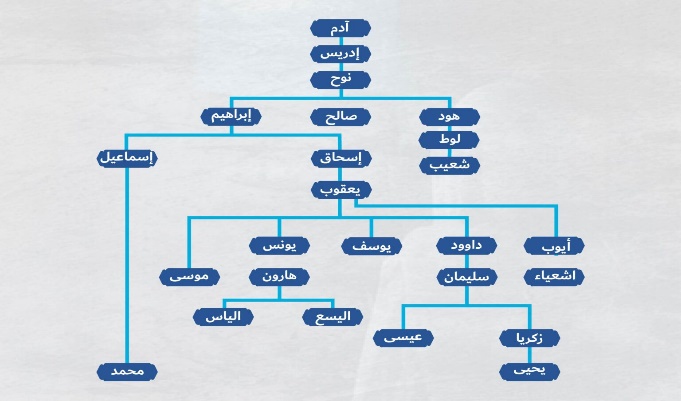 آدم
إدريس
نوح
إبراهيم صالح هود
لوط
إسماعيل إسحاق شعيب
يعقوب
يونس يوسف داوود أيوب
موسى هارون سليمان اشعياء
الياس اليسع
عيسى زكريا
محمد يحيى